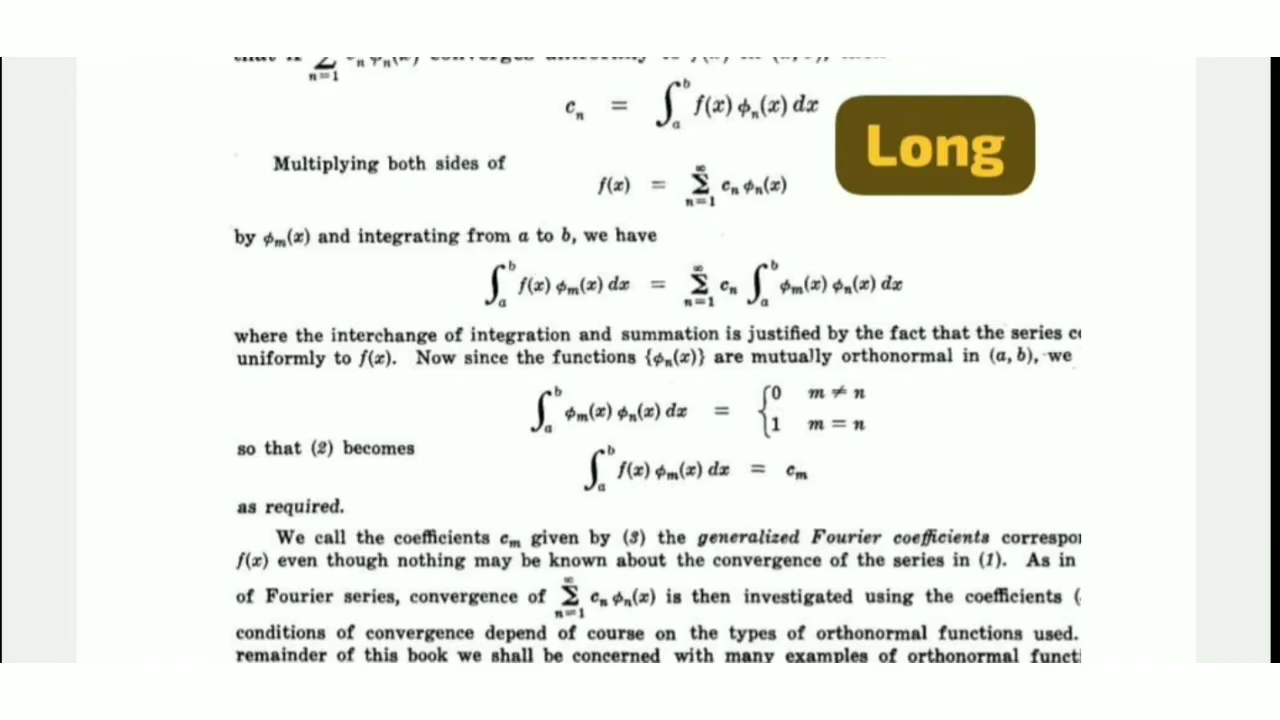 n=1
c_n = ∫_a^b f(x) φ_n(x) dx
Long
Multiplying both sides of
f(x) = ∑_{n=1}^∞ c_n φ_n(x)
by φ_m(x) and integrating from a to b, we have
∫_a^b f(x) φ_m(x) dx = ∑_{n=1}^∞ c_n ∫_a^b φ_m(x) φ_n(x) dx
where the interchange of integration and summation is justified by the fact that the series
uniformly to f(x). Now since the functions {φ_n(x)} are mutually orthonormal in (a, b), we
∫_a^b φ_m(x) φ_n(x) dx = {0 m ≠ n
1 m = n
so that (2) becomes
∫_a^b f(x) φ_m(x) dx = c_m
as required.
We call the coefficients c_m given by (3) the generalized Fourier coefficients
f(x) even though nothing may be known about the convergence of the series in (1). As in
of Fourier series, convergence of ∑_{n=1}^∞ c_n φ_n(x) is then investigated using the coefficients
conditions of convergence depend of course on the types of orthonormal functions used.
remainder of this book we shall be concerned with many examples of orthonormal